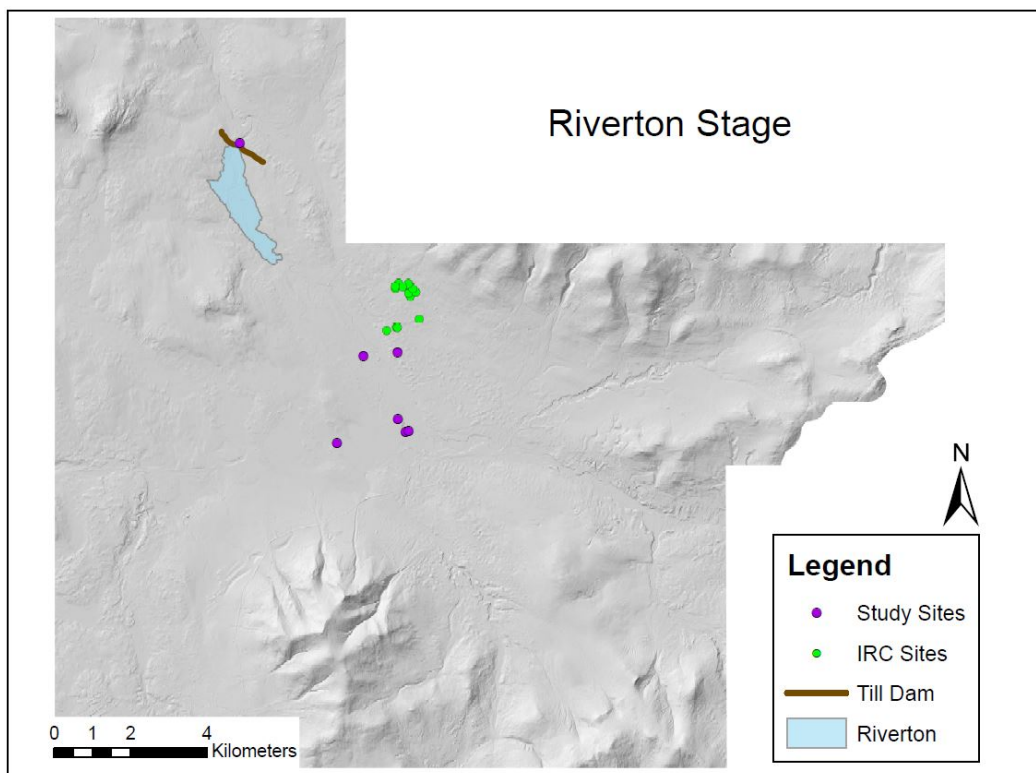 Riverton Stage
N
Legend
Study Sites
IRC Sites
Till Dam
Riverton
0 1 2 4
Kilometers